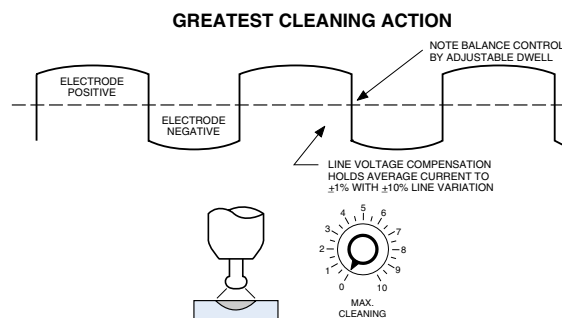 GREATEST CLEANING ACTION
NOTE BALANCE CONTROL
BY ADJUSTABLE DWELL
ELECTRODE
POSITIVE
ELECTRODE
NEGATIVE
LINE VOLTAGE COMPENSATION
HOLDS AVERAGE CURRENT TO
±1% WITH ±10% LINE VARIATION
0
1
2
3
4
5
6
7
8
9
10
MAX.
CLEANING